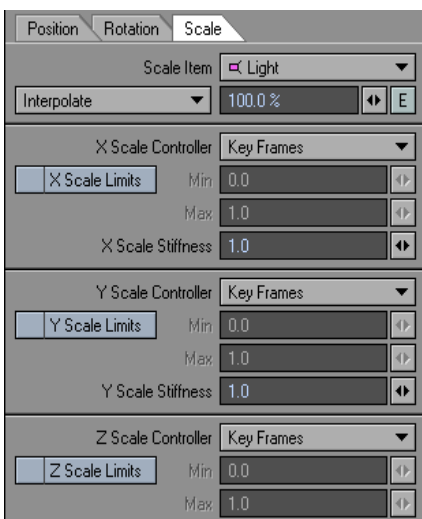 Position Rotation Scale
Scale Item Light
Interpolate 100.0 % E
X Scale Controller Key Frames
X Scale Limits Min 0.0
Max 1.0
X Scale Stiffness 1.0
Y Scale Controller Key Frames
Y Scale Limits Min 0.0
Max 1.0
Y Scale Stiffness 1.0
Z Scale Controller Key Frames
Z Scale Limits Min 0.0
Max 1.0